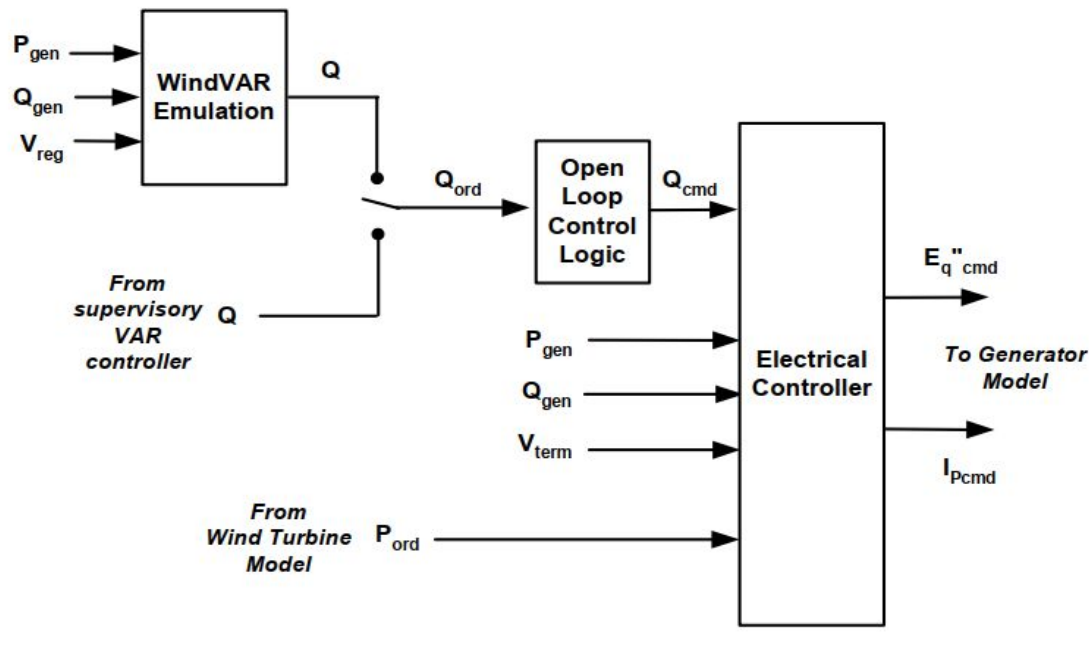 P_gen
Q_gen
V_reg
WindVAR
Emulation
Q
Q_ord
Open
Loop
Control
Logic
Q_cmd
From
supervisory
VAR
controller
Q
P_gen
Q_gen
V_term
From
Wind Turbine
Model
P_ord
Electrical
Controller
E_q"_cmd
To Generator
Model
I_Pcmd